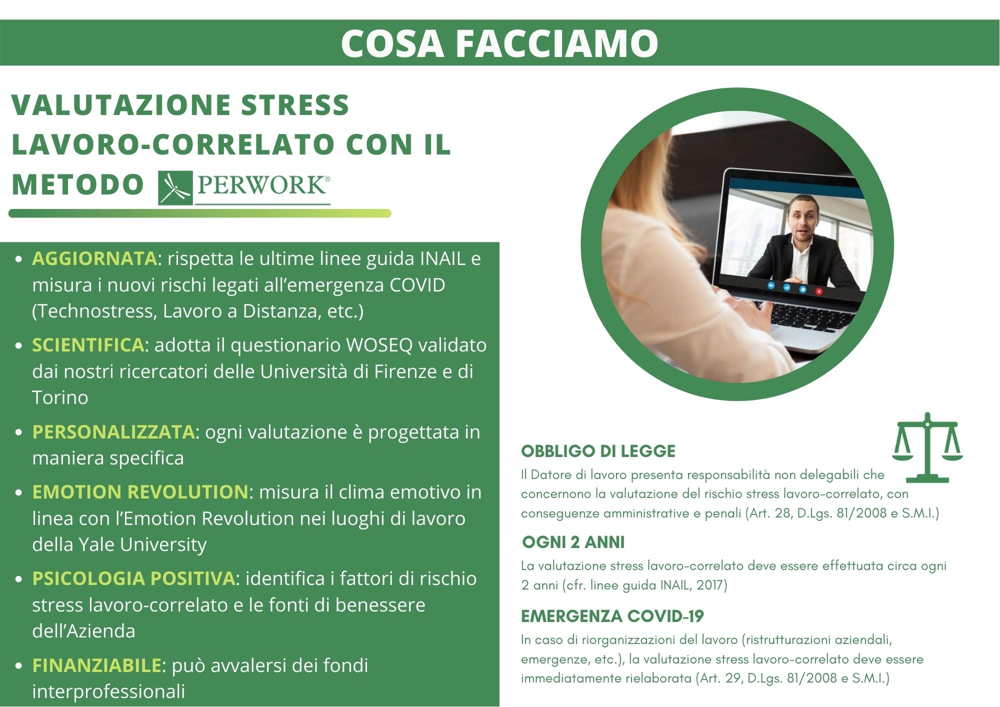 COSA FACCIAMO
VALUTAZIONE STRESS
LAVORO-CORRELATO CON IL
METODO PERWORK®
• AGGIORNATA: rispetta le ultime linee guida INAIL e
misura i nuovi rischi legati all’emergenza COVID
(Technostress, Lavoro a Distanza, etc.)
• SCIENTIFICA: adotta il questionario WOSEQ validato
dai nostri ricercatori delle Università di Firenze e di
Torino
• PERSONALIZZATA: ogni valutazione è progettata in
maniera specifica
• EMOTION REVOLUTION: misura il clima emotivo in
linea con l’Emotion Revolution nei luoghi di lavoro
della Yale University
• PSICOLOGIA POSITIVA: identifica i fattori di rischio
stress lavoro-correlato e le fonti di benessere
dell’Azienda
• FINANZIABILE: può avvalersi dei fondi
interprofessionali
OBBLIGO DI LEGGE
Il Datore di lavoro presenta responsabilità non delegabili che
concernono la valutazione del rischio stress lavoro-correlato, con
conseguenze amministrative e penali (Art. 28, D.Lgs. 81/2008 e S.M.I.)
OGNI 2 ANNI
La valutazione stress lavoro-correlato deve essere effettuata circa ogni
2 anni (cfr. linee guida INAIL, 2017)
EMERGENZA COVID-19
In caso di riorganizzazioni del lavoro (ristrutturazioni aziendali,
emergenze, etc.), la valutazione stress lavoro-correlato deve essere
immediatamente rielaborata (Art. 29, D.Lgs. 81/2008 e S.M.I.)